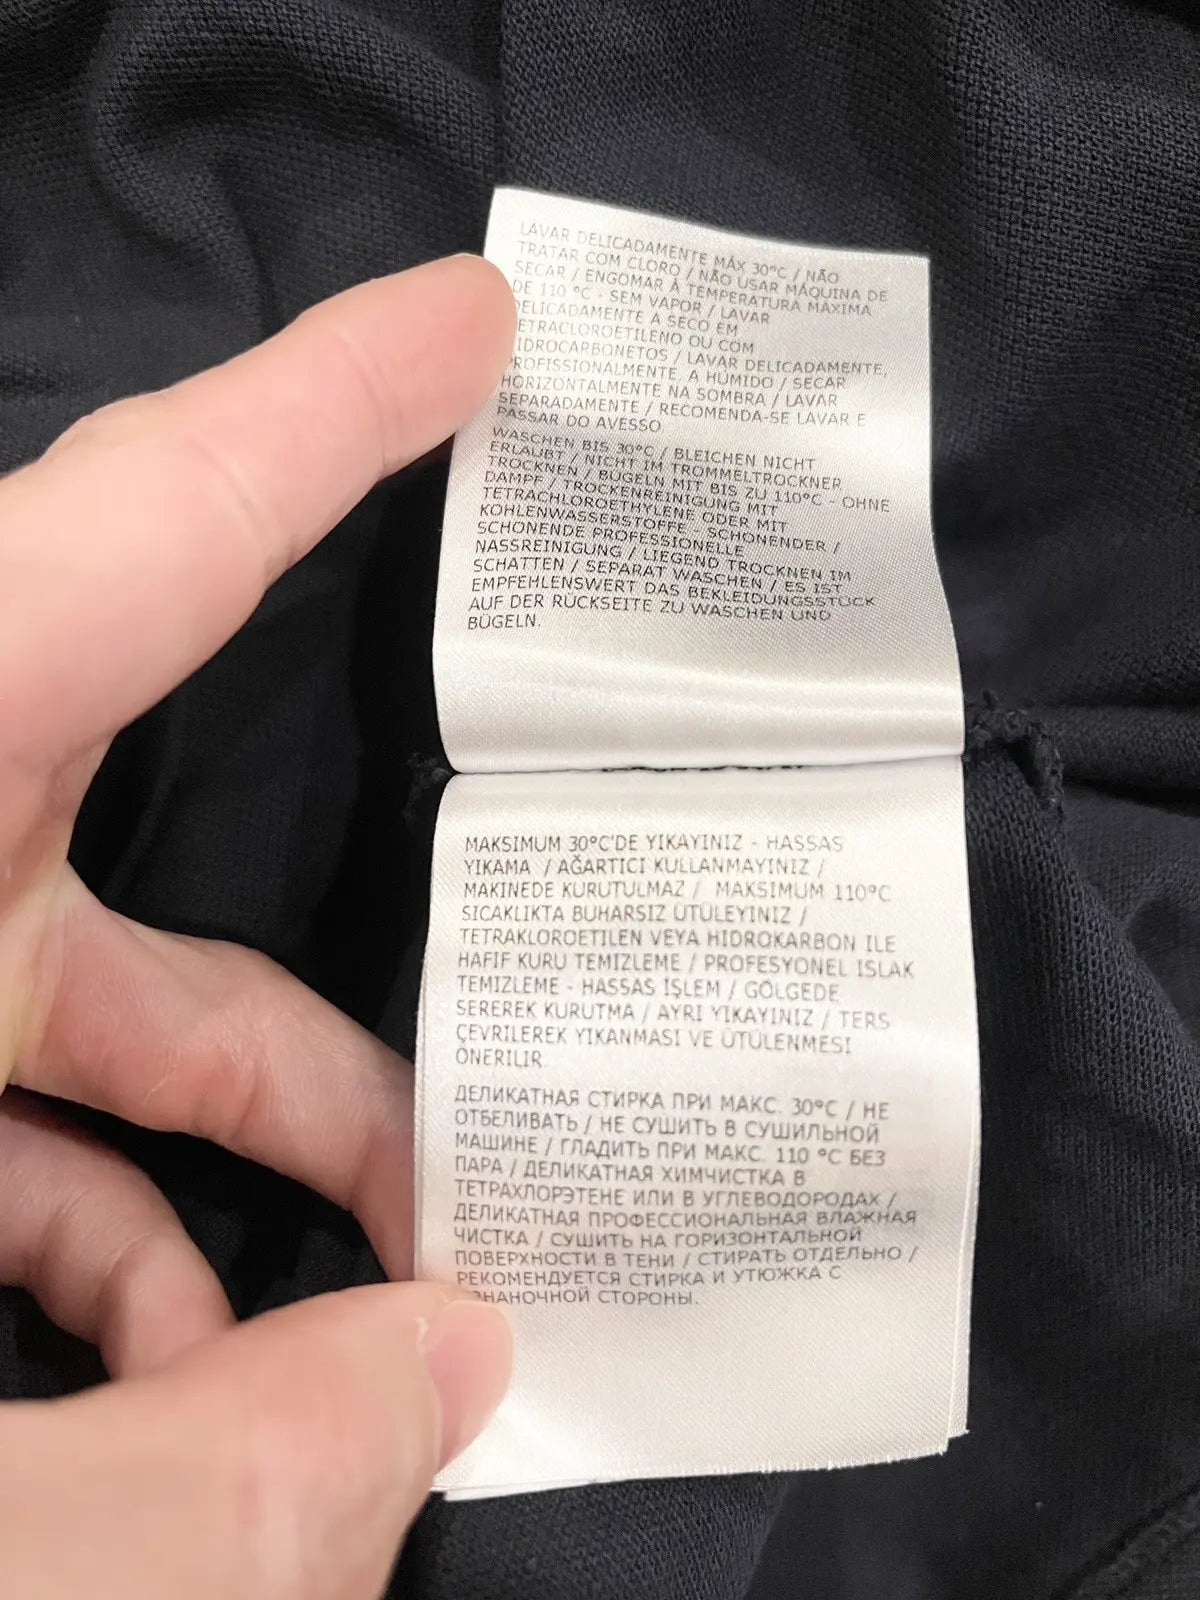 LAVAR DELICADAMENTE MÁX 30°C / NÃO
TRATAR COM CLORO / NÃO USAR MÁQUINA DE
SECAR / ENGOMAR À TEMPERATURA MÁXIMA
DE 110 °C - SEM VAPOR / LAVAR
DELICADAMENTE A SECO EM
ETRACLOROETILENO OU COM
IDROCARBONETOS / LAVAR DELICADAMENTE,
PROFISSIONALMENTE, A HÚMIDO / SECAR
HORIZONTALMENTE NA SOMBRA / LAVAR
SEPARADAMENTE / RECOMENDA-SE LAVAR E
PASSAR DO AVESSO
WASCHEN BIS 30°C / BLEICHEN NICHT
ERLAUBT / NICHT IM TROMMELTROCKNER
TROCKNEN / BÜGELN MIT BIS ZU 110°C - OHNE
DAMPF / TROCKENREINIGUNG MIT
TETRACHLOROETHYLENE ODER MIT
KOHLENWASSERSTOFFE - SCHONENDER /
SCHONENDE PROFESSIONELLE
NASSREINIGUNG / LIEGEND TROCKNEN IM
SCHATTEN / SEPARAT WASCHEN / ES IST
EMPFEHLENSWERT DAS BEKLEIDUNGSSTÜCK
AUF DER RÜCKSEITE ZU WASCHEN UND
BÜGELN.
MAKSIMUM 30°C'DE YIKAYINIZ - HASSAS
YIKAMA / AĞARTICI KULLANMAYINIZ /
MAKINEDE KURUTULMAZ / MAKSIMUM 110°C
SICAKLIKTA BUHARSIZ ÜTÜLEYINIZ /
TETRAKLOROETILEN VEYA HIDROKARBON ILE
HAFIF KURU TEMIZLEME / PROFESYONEL ISLAK
TEMIZLEME - HASSAS IŞLEM / GÖLGEDE
SEREREK KURUTMA / AYRI YIKAYINIZ / TERS
ÇEVRILEREK YIKANMASI VE ÜTÜLENMESI
ÖNERILIR.
ДЕЛИКАТНАЯ СТИРКА ПРИ МАКС. 30°C / НЕ
ОТБЕЛИВАТЬ / НЕ СУШИТЬ В СУШИЛЬНОЙ
МАШИНЕ / ГЛАДИТЬ ПРИ МАКС. 110 °C БЕЗ
ПАРА / ДЕЛИКАТНАЯ ХИМЧИСТКА В
ТЕТРАХЛОРЭТЕНЕ ИЛИ В УГЛЕВОДОРОДАХ /
ДЕЛИКАТНАЯ ПРОФЕССИОНАЛЬНАЯ ВЛАЖНАЯ
ЧИСТКА / СУШИТЬ НА ГОРИЗОНТАЛЬНОЙ
ПОВЕРХНОСТИ В ТЕНИ / СТИРАТЬ ОТДЕЛЬНО /
РЕКОМЕНДУЕТСЯ СТИРКА И УТЮЖКА С
ЗНАНОЧНОЙ СТОРОНЫ.